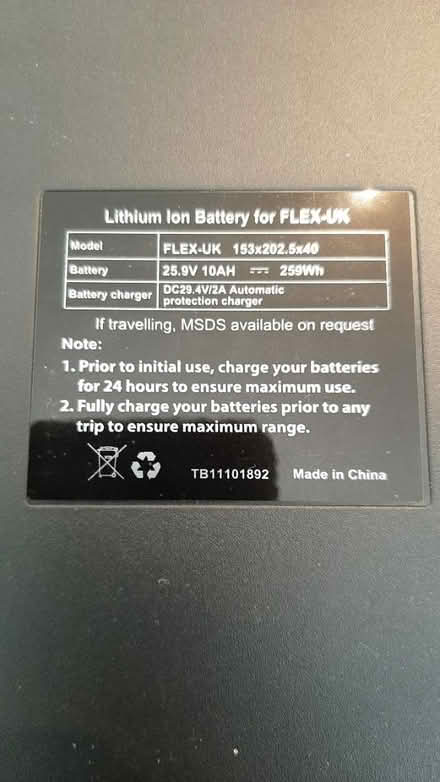 Lithium Ion Battery for FLEX-UK
Model FLEX-UK 153x202.5x40
Battery 25.9V 10AH ⎓ 259Wh
Battery charger DC29.4V/2A Automatic
protection charger
If travelling, MSDS available on request
Note:
1. Prior to initial use, charge your batteries
for 24 hours to ensure maximum use.
2. Fully charge your batteries prior to any
trip to ensure maximum range.
TB11101892 Made in China